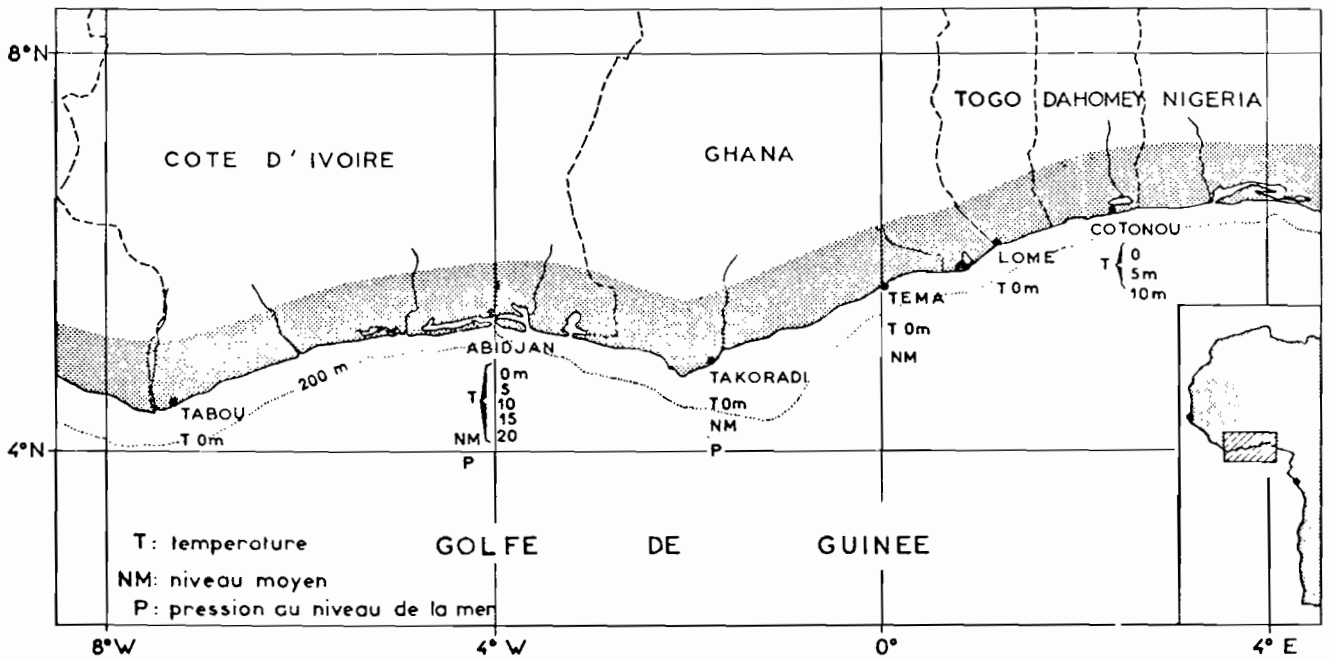 8°N
TOGO DAHOMEY NIGERIA
COTE D' IVOIRE
GHANA
COTONOU
T { 0
5m
10m
LOME
T 0m
TEMA
T 0m
NM
ABIDJAN
T { 0m
5
10
15
20
NM
P
TAKORADI
T 0m
NM
P
200 m
TABOU
T 0m
4°N
T: temperature
GOLFE DE GUINEE
NM: niveau moyen
P: pression au niveau de la mer
8°W
4° W
0°
4° E